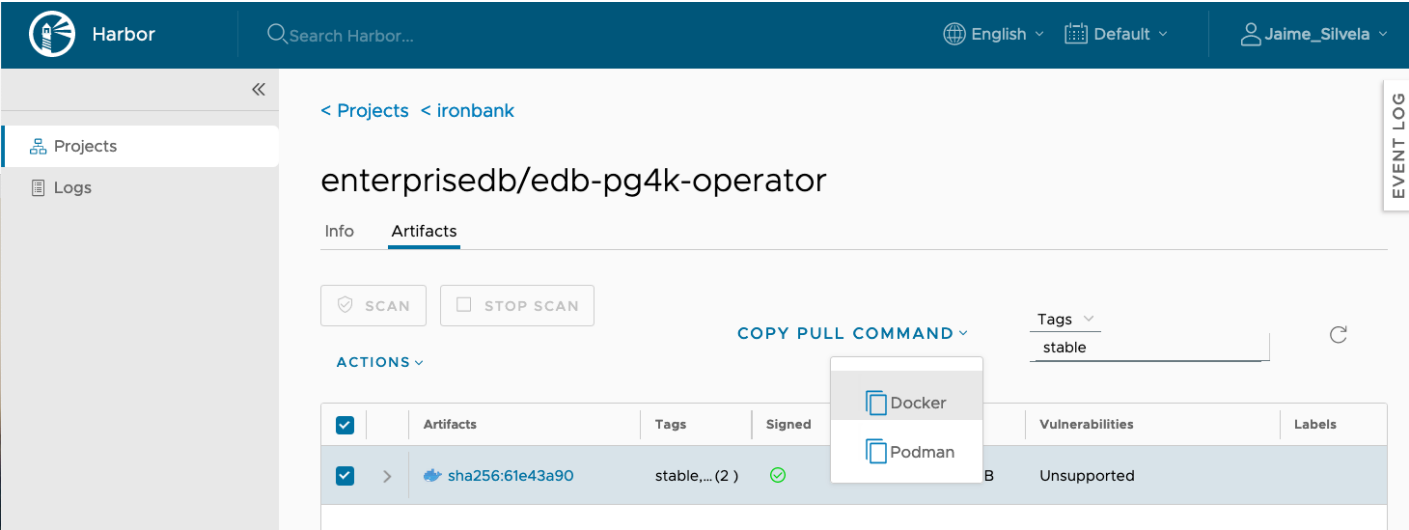 Harbor
Search Harbor...
English
Default
Jaime_Silvela
EVENT LOG
Projects
Logs
< Projects < ironbank
enterprisedb/edb-pg4k-operator
Info Artifacts
SCAN STOP SCAN
COPY PULL COMMAND
Tags
stable
ACTIONS
Docker
Podman
Artifacts Tags Signed Vulnerabilities Labels
sha256:61e43a90 stable,...(2 ) B Unsupported